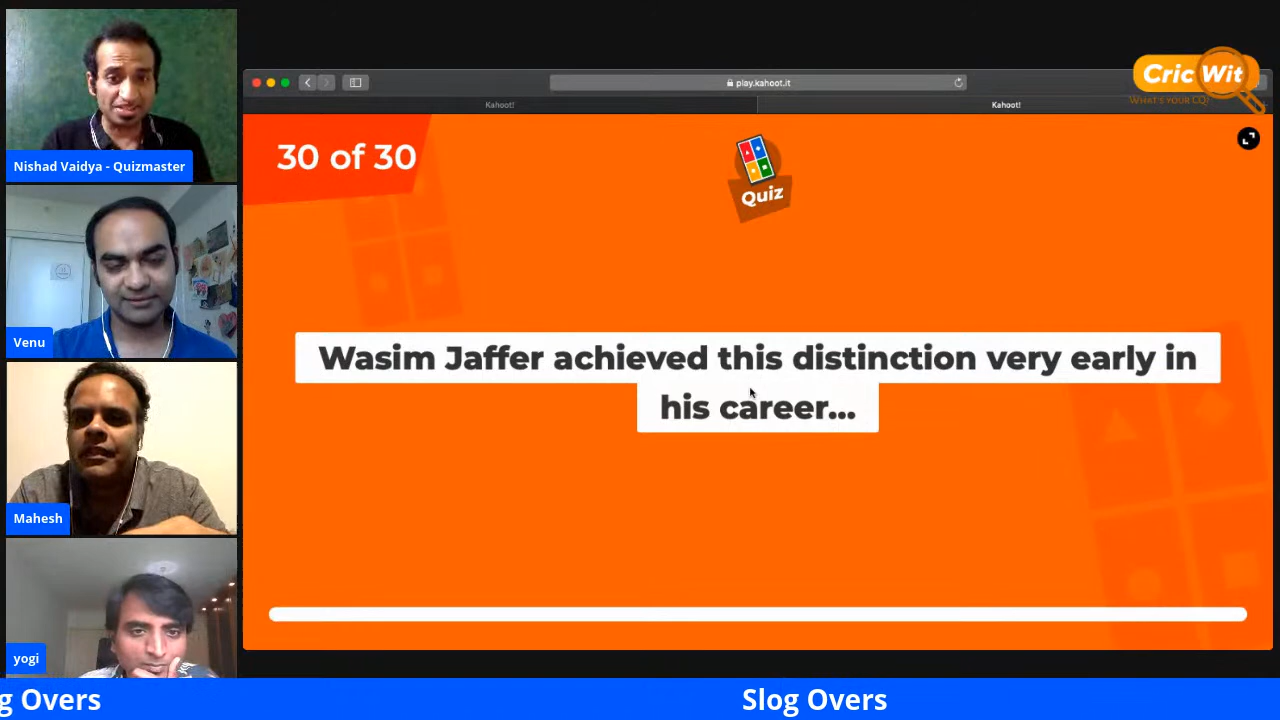 Nishad Vaidya - Quizmaster
Venu
Mahesh
yogi
play.kahoot.it
Kahoot!
Kahoot!
Cric Wit
WHAT'S YOUR CQ?
30 of 30
Quiz
Wasim Jaffer achieved this distinction very early in
his career...
g Overs
Slog Overs